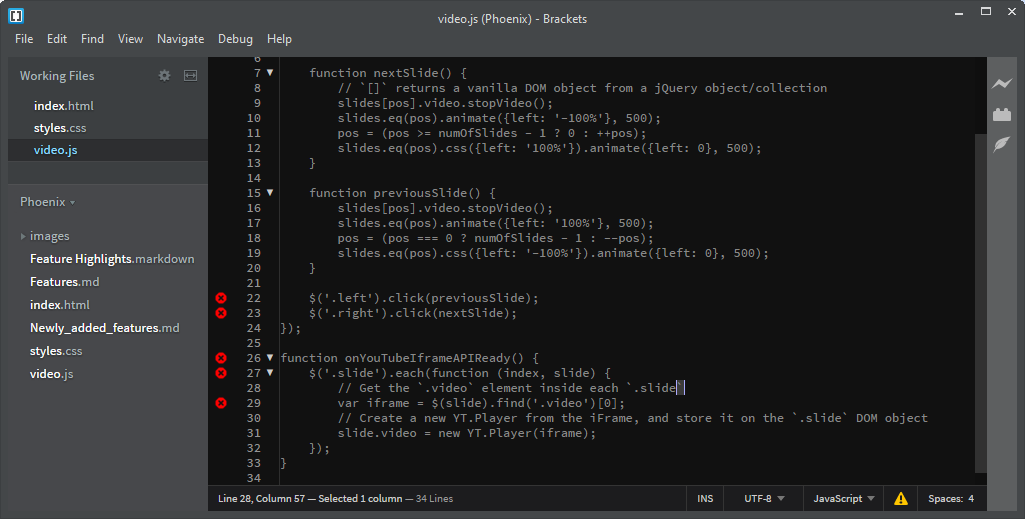 video.js (Phoenix) - Brackets
File Edit Find View Navigate Debug Help
Working Files
index.html
styles.css
video.js
Phoenix
images
Feature Highlights.markdown
Features.md
index.html
Newly_added_features.md
styles.css
video.js
6
7 function nextSlide() {
8 // `[]` returns a vanilla DOM object from a jQuery object/collection
9 slides[pos].video.stopVideo();
10 slides.eq(pos).animate({left: '-100%'}, 500);
11 pos = (pos >= numOfSlides - 1 ? 0 : ++pos);
12 slides.eq(pos).css({left: '100%'}).animate({left: 0}, 500);
13 }
14
15 function previousSlide() {
16 slides[pos].video.stopVideo();
17 slides.eq(pos).animate({left: '100%'}, 500);
18 pos = (pos === 0 ? numOfSlides - 1 : --pos);
19 slides.eq(pos).css({left: '-100%'}).animate({left: 0}, 500);
20 }
21
22 $('.left').click(previousSlide);
23 $('.right').click(nextSlide);
24 });
25
26 function onYouTubeIframeAPIReady() {
27 $('.slide').each(function (index, slide) {
28 // Get the `.video` element inside each `.slide`
29 var iframe = $(slide).find('.video')[0];
30 // Create a new YT.Player from the iFrame, and store it on the `.slide` DOM object
31 slide.video = new YT.Player(iframe);
32 });
33 }
34
Line 28, Column 57 — Selected 1 column — 34 Lines
INS UTF-8 JavaScript Spaces: 4